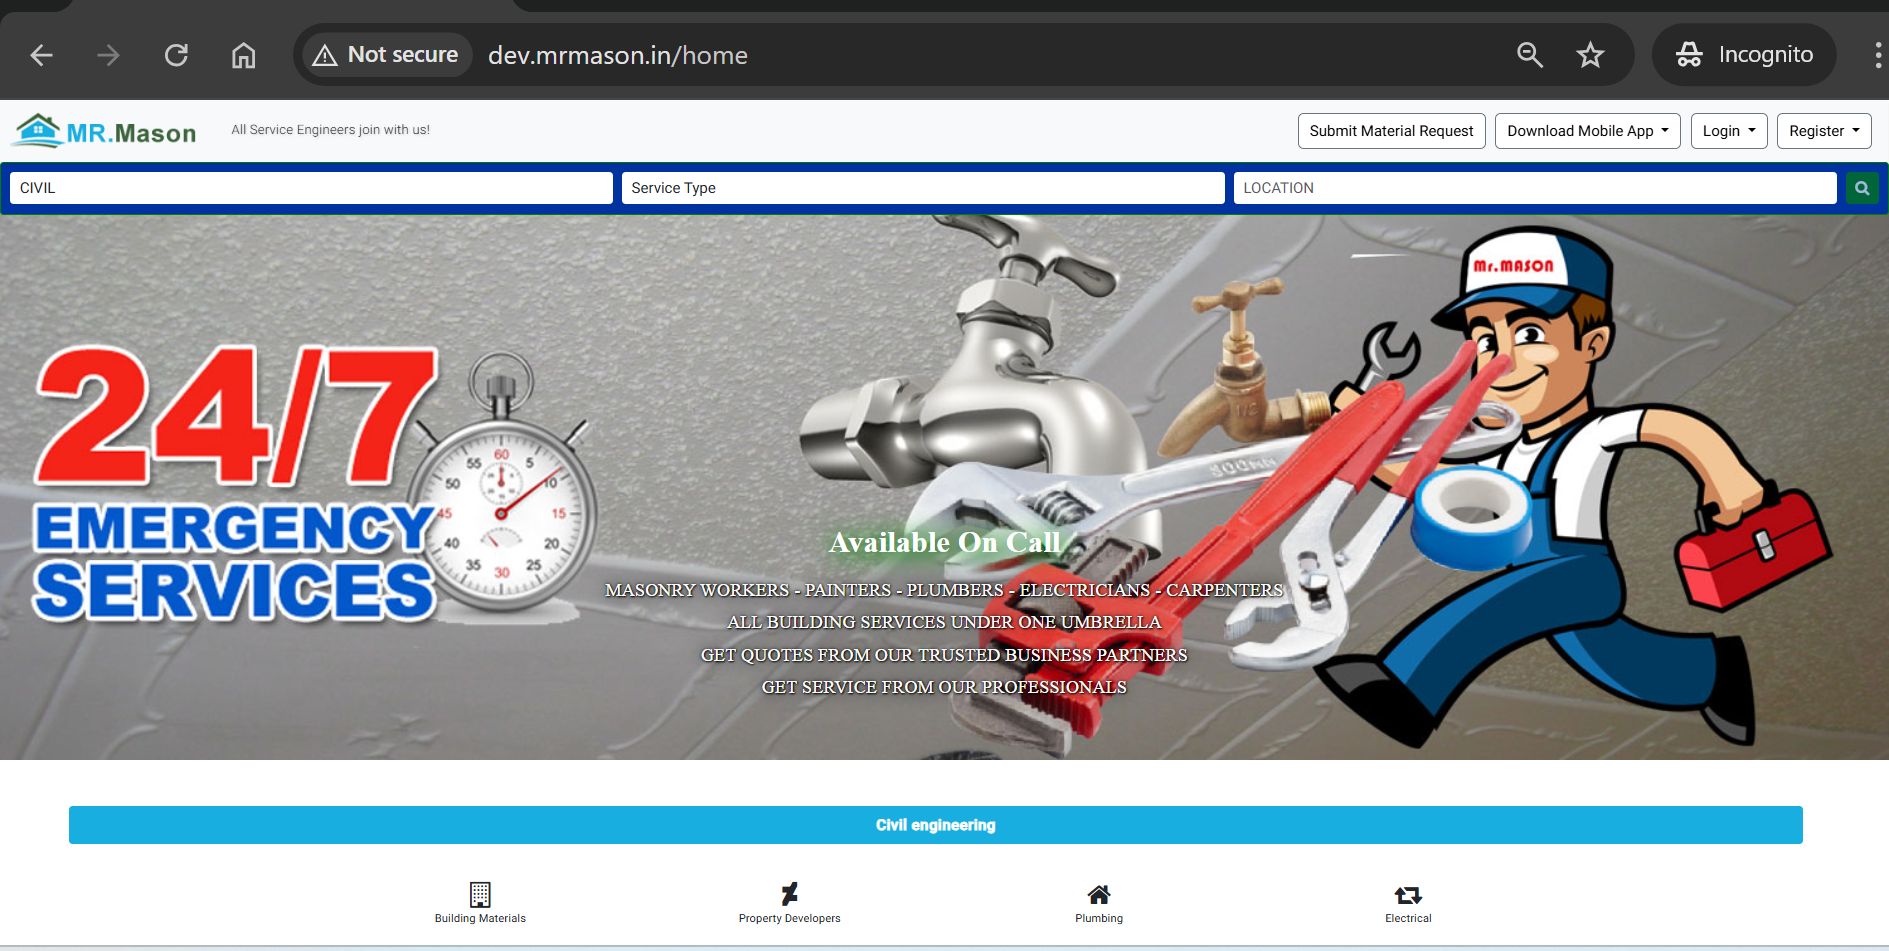 Not secure dev.mrmason.in/home Incognito
MR.Mason All Service Engineers join with us! Submit Material Request Download Mobile App Login Register
CIVIL Service Type LOCATION
Mr.MASON
24/7
EMERGENCY
SERVICES
60
55 5
50 10
45 15
40 20
35 25
30
300MM
1/2
Available On Call
MASONRY WORKERS - PAINTERS - PLUMBERS - ELECTRICIANS - CARPENTERS
ALL BUILDING SERVICES UNDER ONE UMBRELLA
GET QUOTES FROM OUR TRUSTED BUSINESS PARTNERS
GET SERVICE FROM OUR PROFESSIONALS
Civil engineering
Building Materials Property Developers Plumbing Electrical